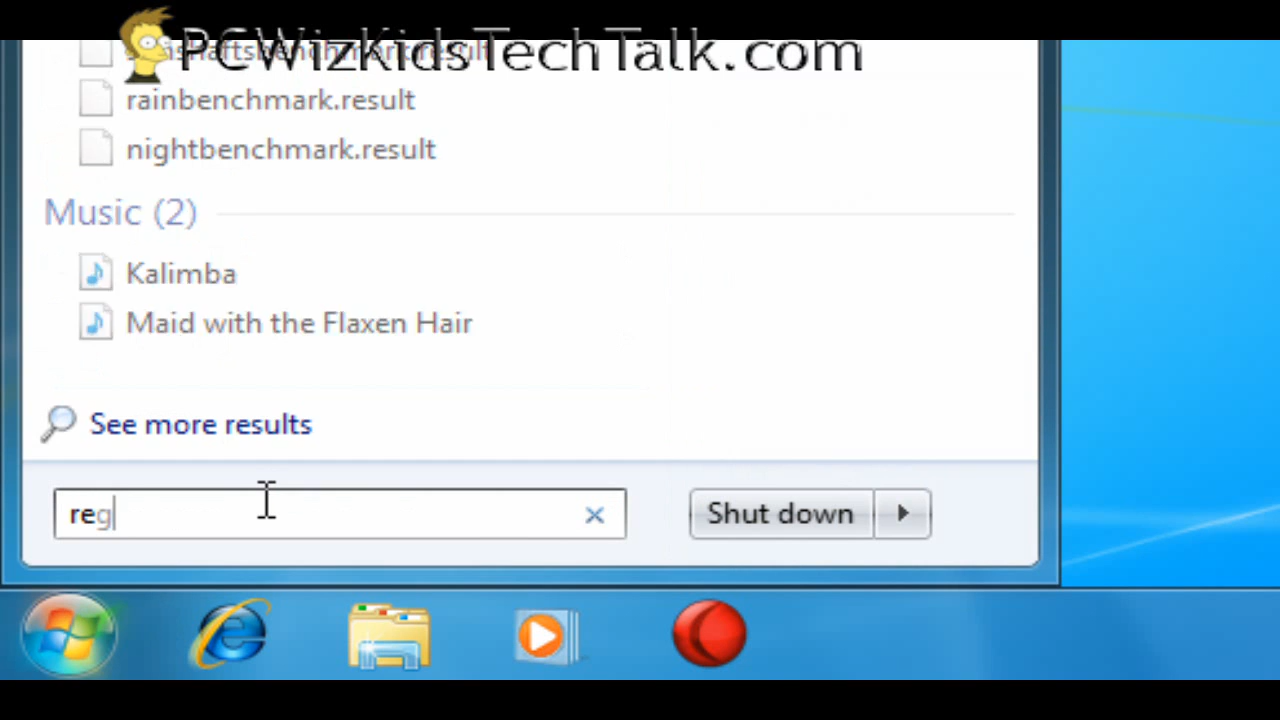 PCWizKidsTechTalk.com
rainbenchmark.result
nightbenchmark.result
Music (2)
Kalimba
Maid with the Flaxen Hair
See more results
reg
Shut down